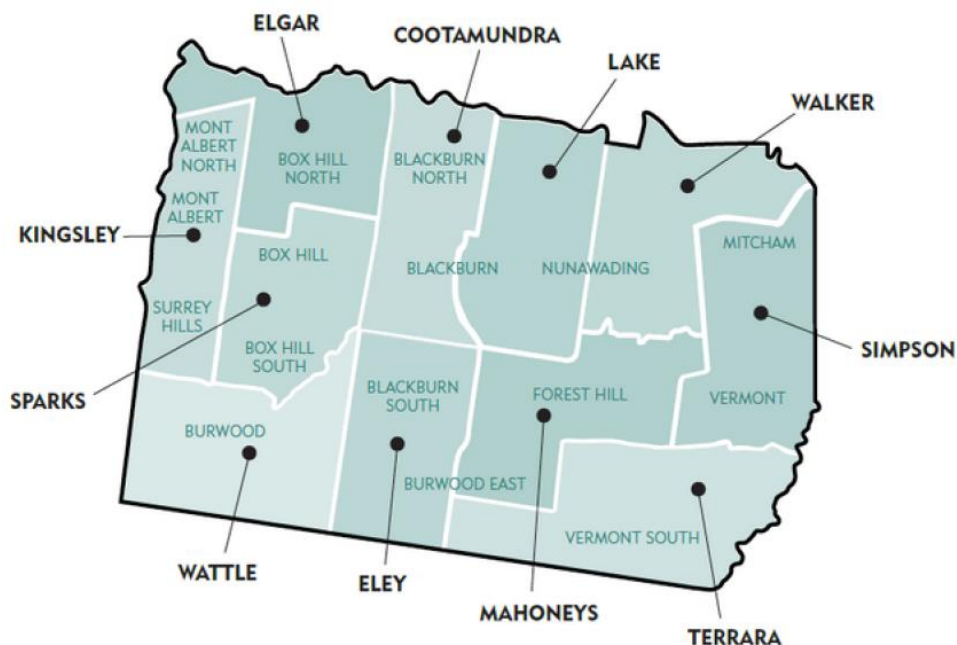 ELGAR
COOTAMUNDRA
LAKE
WALKER
MONT
ALBERT
NORTH
BOX HILL
NORTH
BLACKBURN
NORTH
MONT
ALBERT
KINGSLEY
BOX HILL
BLACKBURN
NUNAWADING
MITCHAM
SURREY
HILLS
BOX HILL
SOUTH
SIMPSON
SPARKS
BLACKBURN
SOUTH
FOREST HILL
VERMONT
BURWOOD
BURWOOD EAST
VERMONT SOUTH
WATTLE
ELEY
MAHONEYS
TERRARA